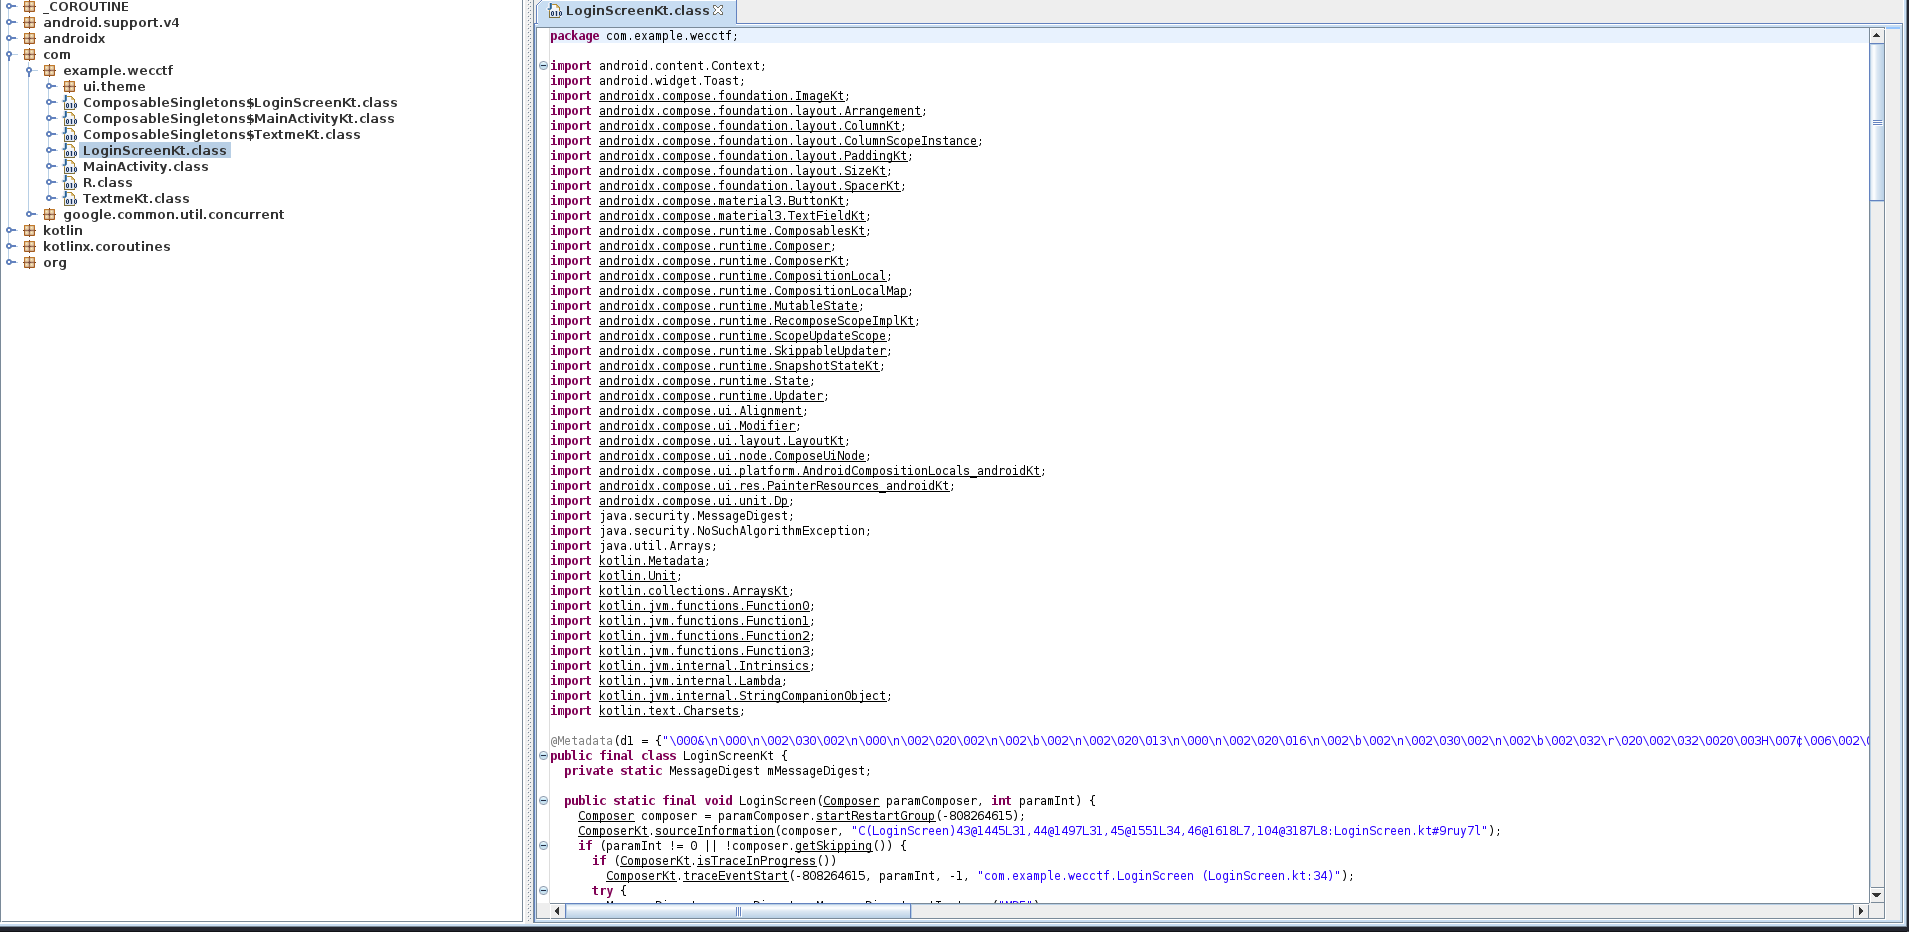 _COROUTINE
android.support.v4
androidx
com
example.wecctf
ui.theme
ComposableSingletons$LoginScreenKt.class
ComposableSingletons$MainActivityKt.class
ComposableSingletons$TextmeKt.class
LoginScreenKt.class
MainActivity.class
R.class
TextmeKt.class
google.common.util.concurrent
kotlin
kotlinx.coroutines
org
LoginScreenKt.class
package com.example.wecctf;
import android.content.Context;
import android.widget.Toast;
import androidx.compose.foundation.ImageKt;
import androidx.compose.foundation.layout.Arrangement;
import androidx.compose.foundation.layout.ColumnKt;
import androidx.compose.foundation.layout.ColumnScopeInstance;
import androidx.compose.foundation.layout.PaddingKt;
import androidx.compose.foundation.layout.SizeKt;
import androidx.compose.foundation.layout.SpacerKt;
import androidx.compose.material3.ButtonKt;
import androidx.compose.material3.TextFieldKt;
import androidx.compose.runtime.ComposablesKt;
import androidx.compose.runtime.Composer;
import androidx.compose.runtime.ComposerKt;
import androidx.compose.runtime.CompositionLocal;
import androidx.compose.runtime.CompositionLocalMap;
import androidx.compose.runtime.MutableState;
import androidx.compose.runtime.RecomposeScopeImplKt;
import androidx.compose.runtime.ScopeUpdateScope;
import androidx.compose.runtime.SkippableUpdater;
import androidx.compose.runtime.SnapshotStateKt;
import androidx.compose.runtime.State;
import androidx.compose.runtime.Updater;
import androidx.compose.ui.Alignment;
import androidx.compose.ui.Modifier;
import androidx.compose.ui.layout.LayoutKt;
import androidx.compose.ui.node.ComposeUiNode;
import androidx.compose.ui.platform.AndroidCompositionLocals_androidKt;
import androidx.compose.ui.res.PainterResources_androidKt;
import androidx.compose.ui.unit.Dp;
import java.security.MessageDigest;
import java.security.NoSuchAlgorithmException;
import java.util.Arrays;
import kotlin.Metadata;
import kotlin.Unit;
import kotlin.collections.ArraysKt;
import kotlin.jvm.functions.Function0;
import kotlin.jvm.functions.Function1;
import kotlin.jvm.functions.Function2;
import kotlin.jvm.functions.Function3;
import kotlin.jvm.internal.Intrinsics;
import kotlin.jvm.internal.Lambda;
import kotlin.jvm.internal.StringCompanionObject;
import kotlin.text.Charsets;
@Metadata(d1 = {"\000&\n\000\n\002\030\002\n\000\n\002\020\002\n\002\b\002\n\002\020\013\n\000\n\002\020\016\n\002\b\002\n\002\030\002\n\002\b\002\032\r\020\002\032\0020\003H\007¢\006\002\0
public final class LoginScreenKt {
private static MessageDigest mMessageDigest;
public static final void LoginScreen(Composer paramComposer, int paramInt) {
Composer composer = paramComposer.startRestartGroup(-808264615);
ComposerKt.sourceInformation(composer, "C(LoginScreen)43@1445L31,44@1497L31,45@1551L34,46@1618L7,104@3187L8:LoginScreen.kt#9ruy7l");
if (paramInt != 0 || !composer.getSkipping()) {
if (ComposerKt.isTraceInProgress())
ComposerKt.traceEventStart(-808264615, paramInt, -1, "com.example.wecctf.LoginScreen (LoginScreen.kt:34)");
try {